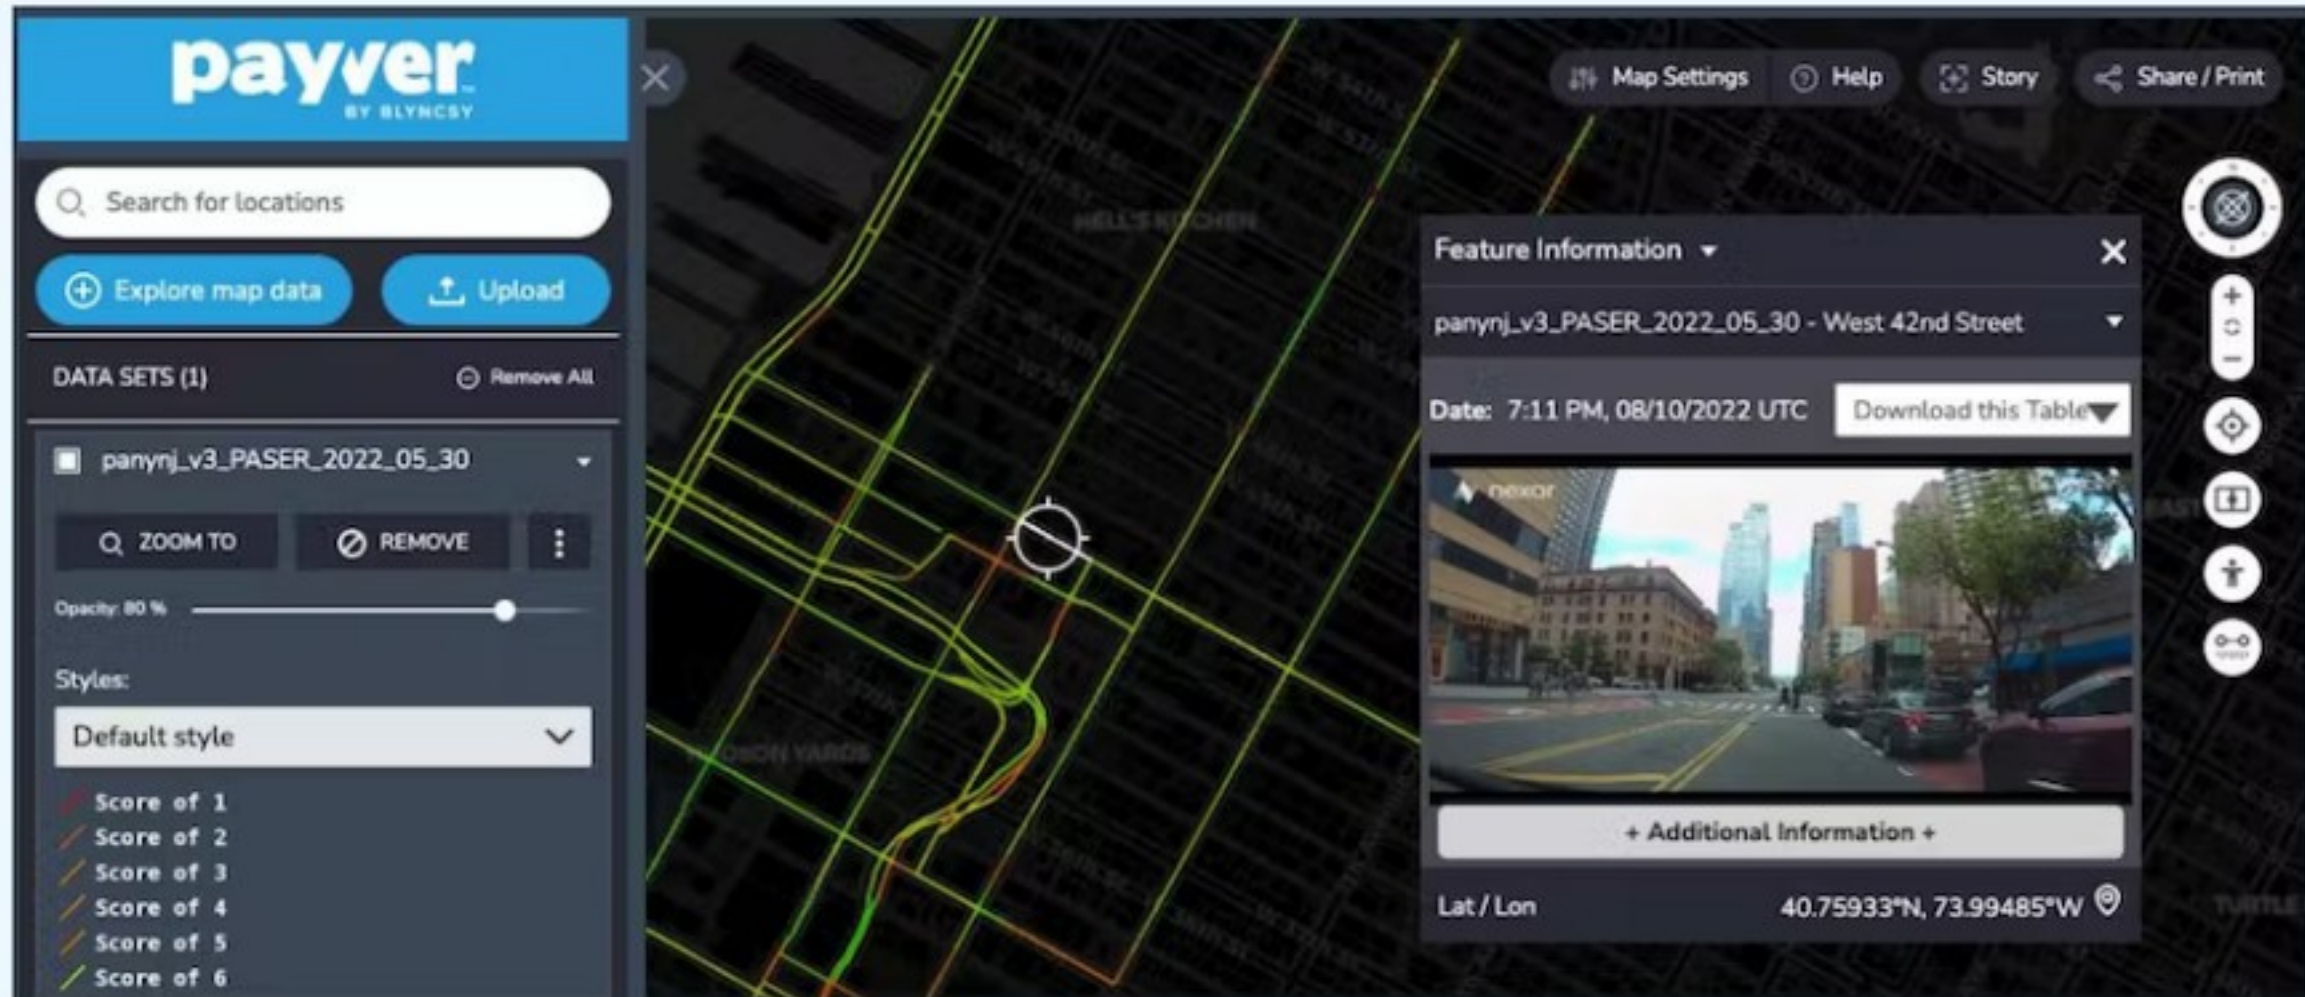 payver
BY BLYNCSY
Search for locations
Explore map data
Upload
DATA SETS (1)
Remove All
panynj_v3_PASER_2022_05_30
ZOOM TO
REMOVE
Opacity: 80 %
Styles:
Default style
Score of 1
Score of 2
Score of 3
Score of 4
Score of 5
Score of 6
Map Settings
Help
Story
Share / Print
HELL'S KITCHEN
HUDSON YARDS
Feature Information
panynj_v3_PASER_2022_05_30 - West 42nd Street
Date: 7:11 PM, 08/10/2022 UTC
Download this Table
nexar
+ Additional Information +
Lat / Lon
40.75933°N, 73.99485°W
TURTLE